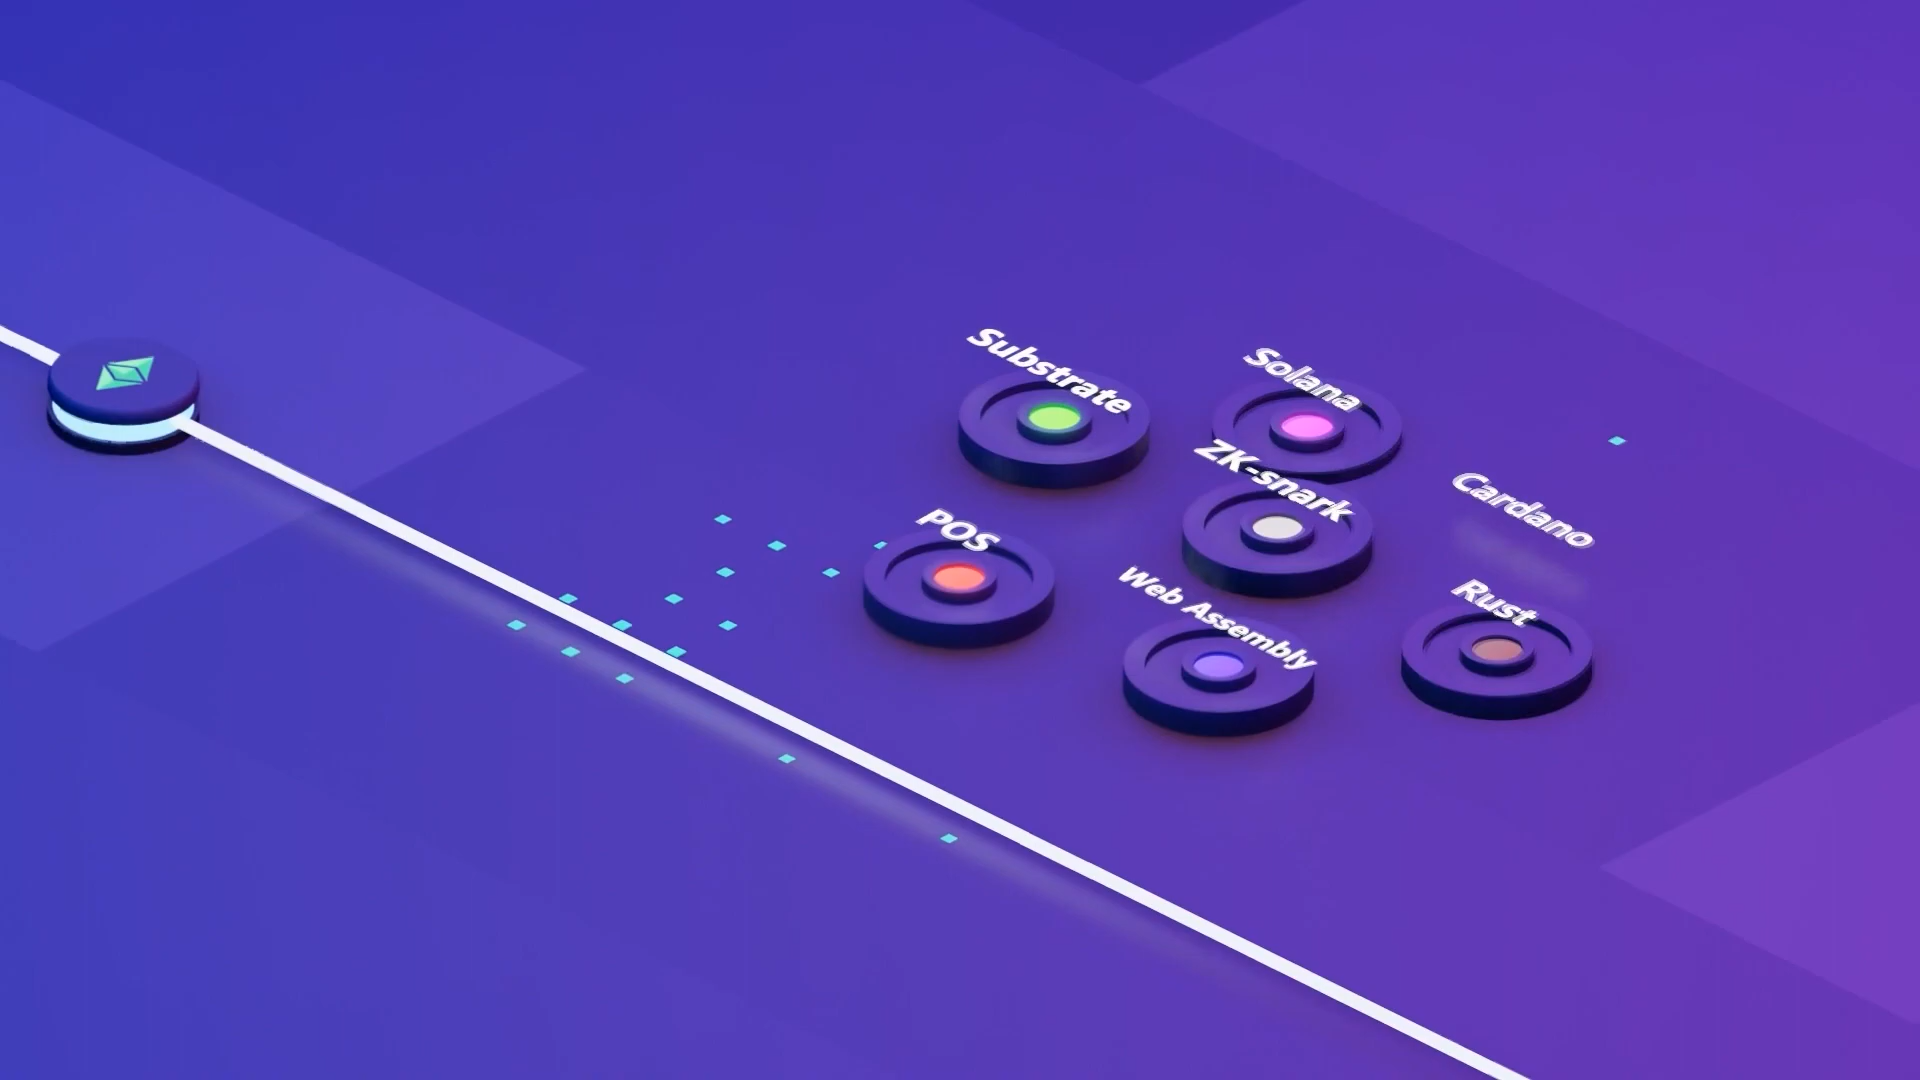 Substrate
Solana
ZK-snark
Cardano
POS
Web Assembly
Rust